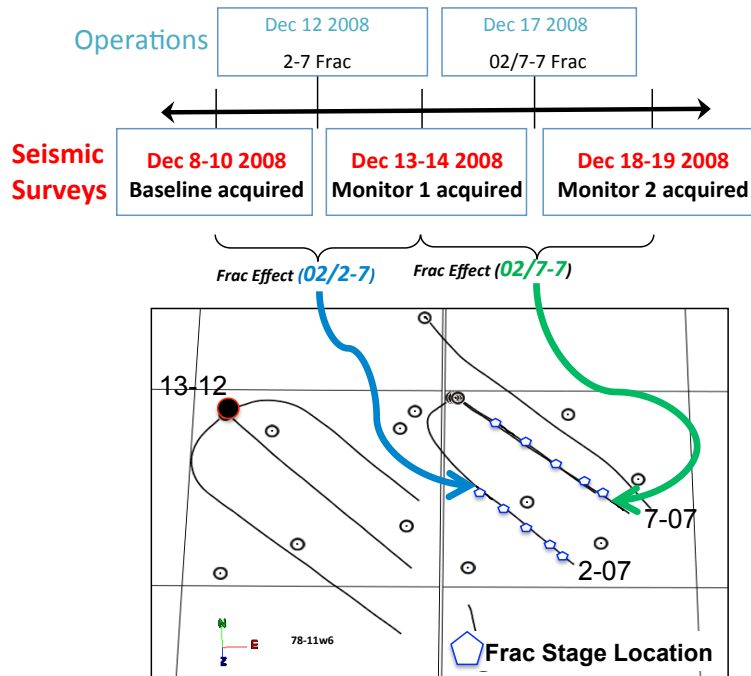 Operations
Dec 12 2008
2-7 Frac
Dec 17 2008
02/7-7 Frac
Seismic
Surveys
Dec 8-10 2008
Baseline acquired
Dec 13-14 2008
Monitor 1 acquired
Dec 18-19 2008
Monitor 2 acquired
Frac Effect (02/2-7)
Frac Effect (02/7-7)
13-12
7-07
2-07
N
E
Z
78-11w6
Frac Stage Location